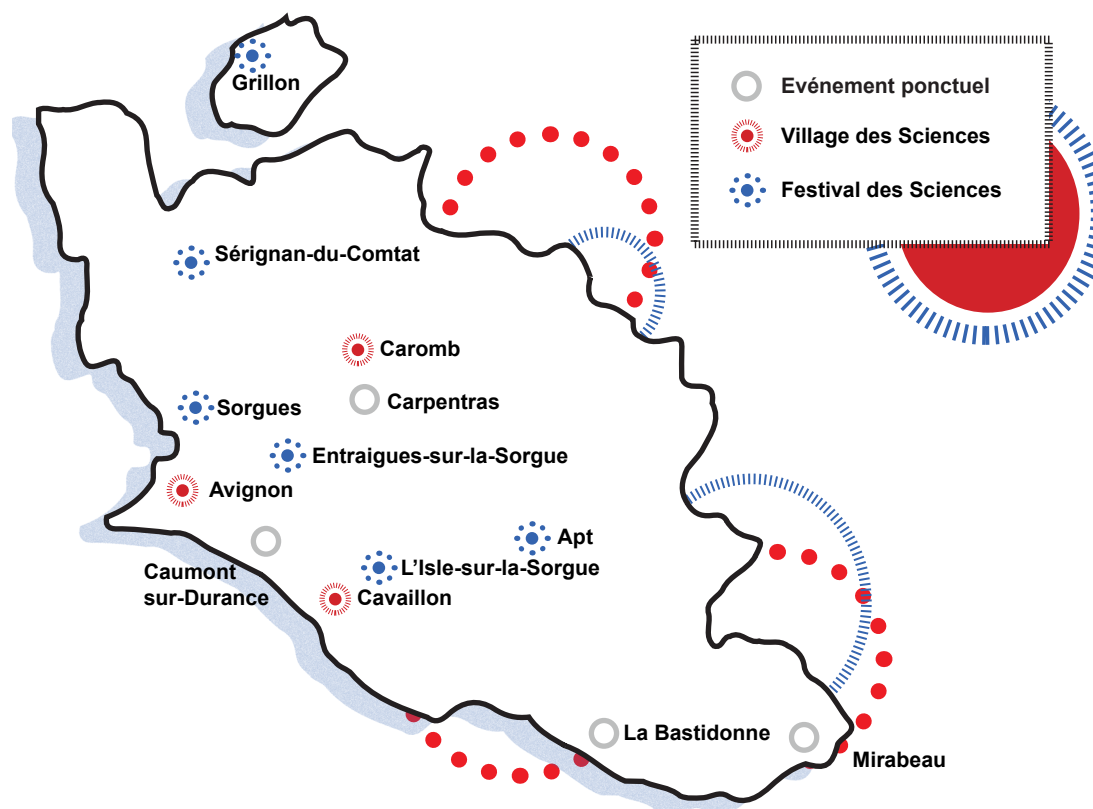 Grillon
Evénement ponctuel
Village des Sciences
Festival des Sciences
Sérignan-du-Comtat
Caromb
Carpentras
Sorgues
Entraigues-sur-la-Sorgue
Avignon
Apt
Caumont
sur-Durance
L'Isle-sur-la-Sorgue
Cavaillon
La Bastidonne
Mirabeau